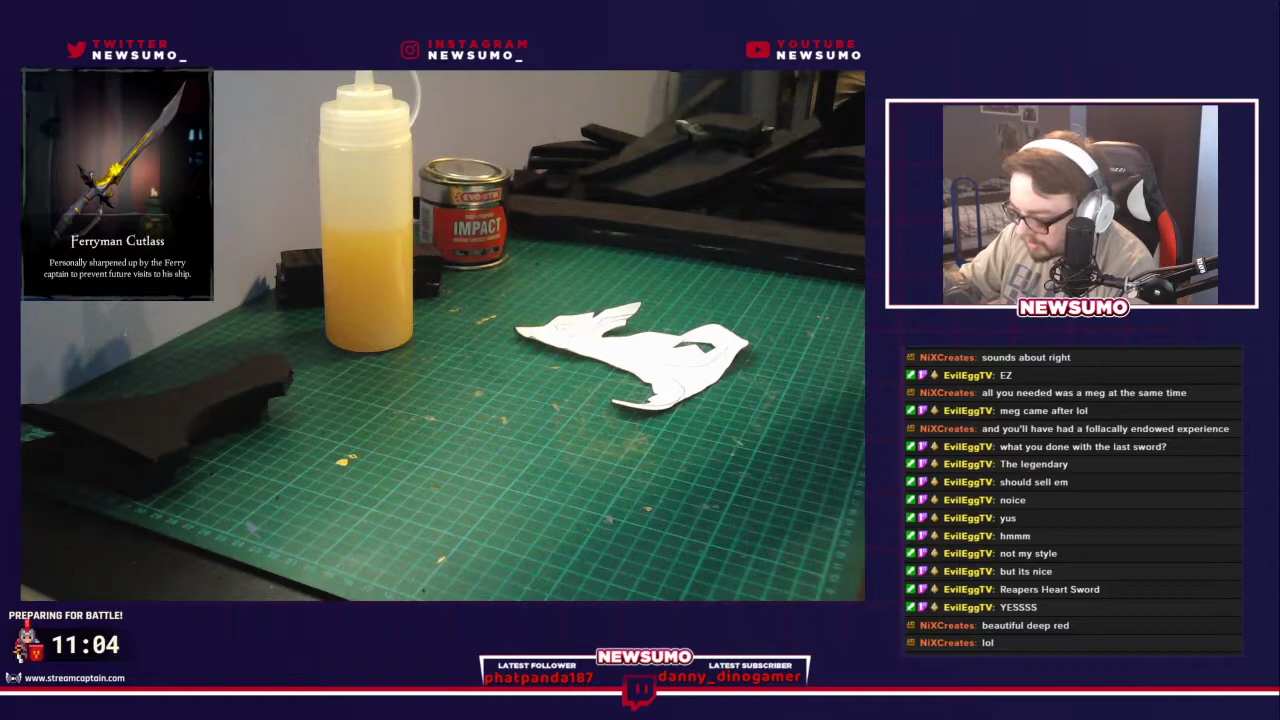 TWITTER
NEWSUMO_
INSTAGRAM
NEWSUMO_
YOUTUBE
NEWSUMO
Ferryman Cutlass
Personally sharpened up by the Ferry
captain to prevent future visits to his ship.
EVO-STIK
IMPACT
NEWSUMO
NiXCreates: sounds about right
EvilEggTV: EZ
NiXCreates: all you needed was a meg at the same time
EvilEggTV: meg came after lol
NiXCreates: and you'll have had a follacally endowed experience
EvilEggTV: what you done with the last sword?
EvilEggTV: The legendary
EvilEggTV: should sell em
EvilEggTV: noice
EvilEggTV: yus
EvilEggTV: hmmm
EvilEggTV: not my style
EvilEggTV: but its nice
EvilEggTV: Reapers Heart Sword
EvilEggTV: YESSSS
NiXCreates: beautiful deep red
NiXCreates: lol
PREPARING FOR BATTLE!
11:04
www.streamcaptain.com
NEWSUMO
LATEST FOLLOWER
phatpanda187
LATEST SUBSCRIBER
danny_dinogamer